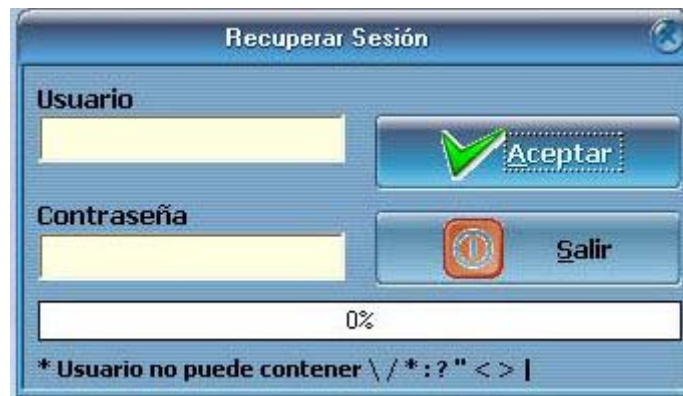 Recuperar Sesión
Usuario
Aceptar
Contraseña
Salir
0%
* Usuario no puede contener \ / * : ? " < > |